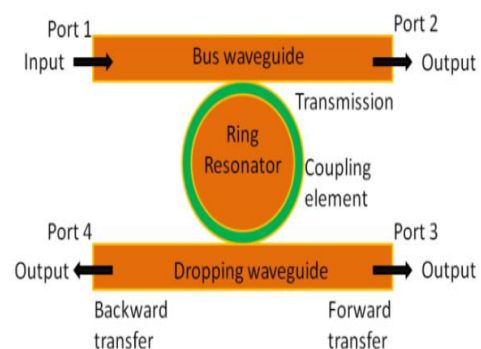 Port 1
Port 2
Input
Bus waveguide
Output
Transmission
Ring
Resonator
Coupling
element
Port 4
Port 3
Output
Dropping waveguide
Output
Backward
transfer
Forward
transfer